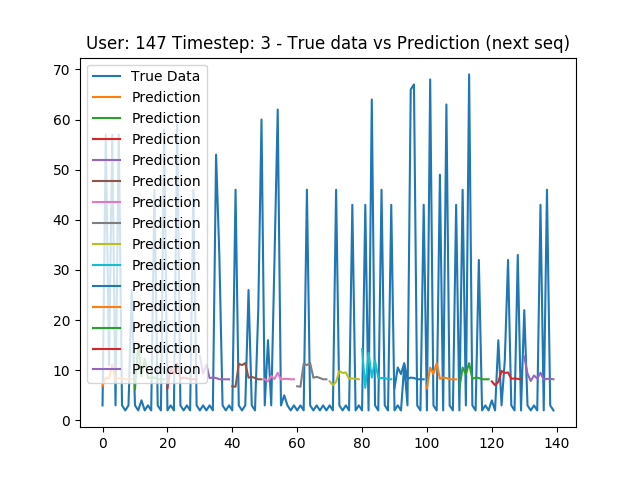 User: 147 Timestep: 3 - True data vs Prediction (next seq)
70
60
50
40
30
20
10
0
True Data
Prediction
Prediction
Prediction
Prediction
Prediction
Prediction
Prediction
Prediction
Prediction
Prediction
Prediction
Prediction
Prediction
Prediction
0 20 40 60 80 100 120 140